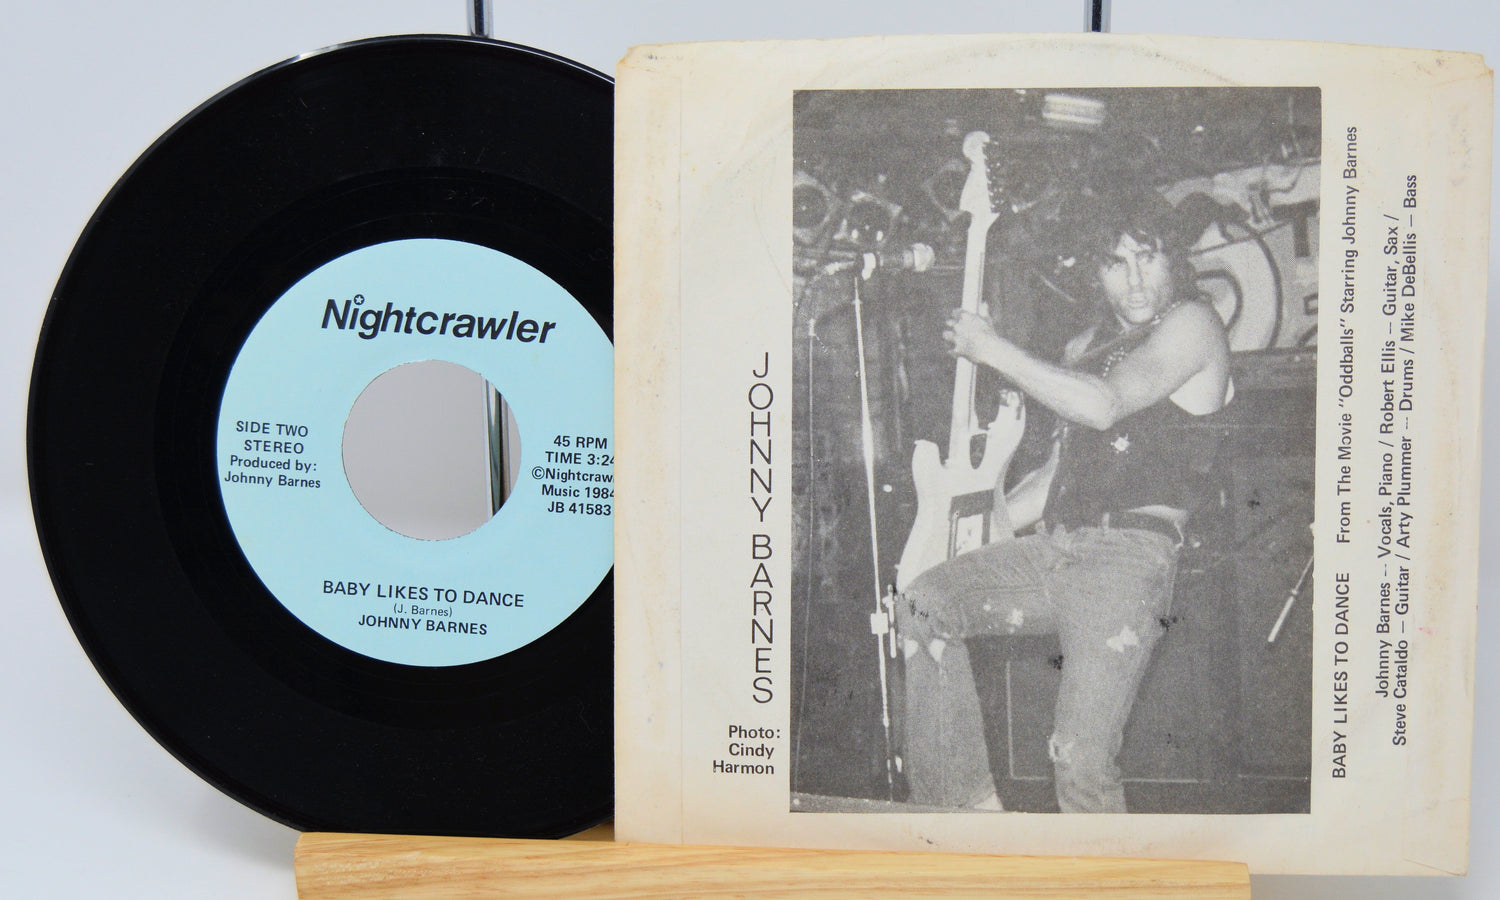 Nightcrawler
SIDE TWO
STEREO
Produced by:
Johnny Barnes
45 RPM
TIME 3:24
©Nightcraw
Music 1984
JB 41583
BABY LIKES TO DANCE
(J. Barnes)
JOHNNY BARNES
JOHNNY BARNES
Photo:
Cindy
Harmon
BABY LIKES TO DANCE From The Movie "Oddballs" Starring Johnny Barnes
Johnny Barnes -- Vocals, Piano / Robert Ellis -- Guitar, Sax /
Steve Cataldo — Guitar / Arty Plummer -- Drums / Mike DeBellis — Bass